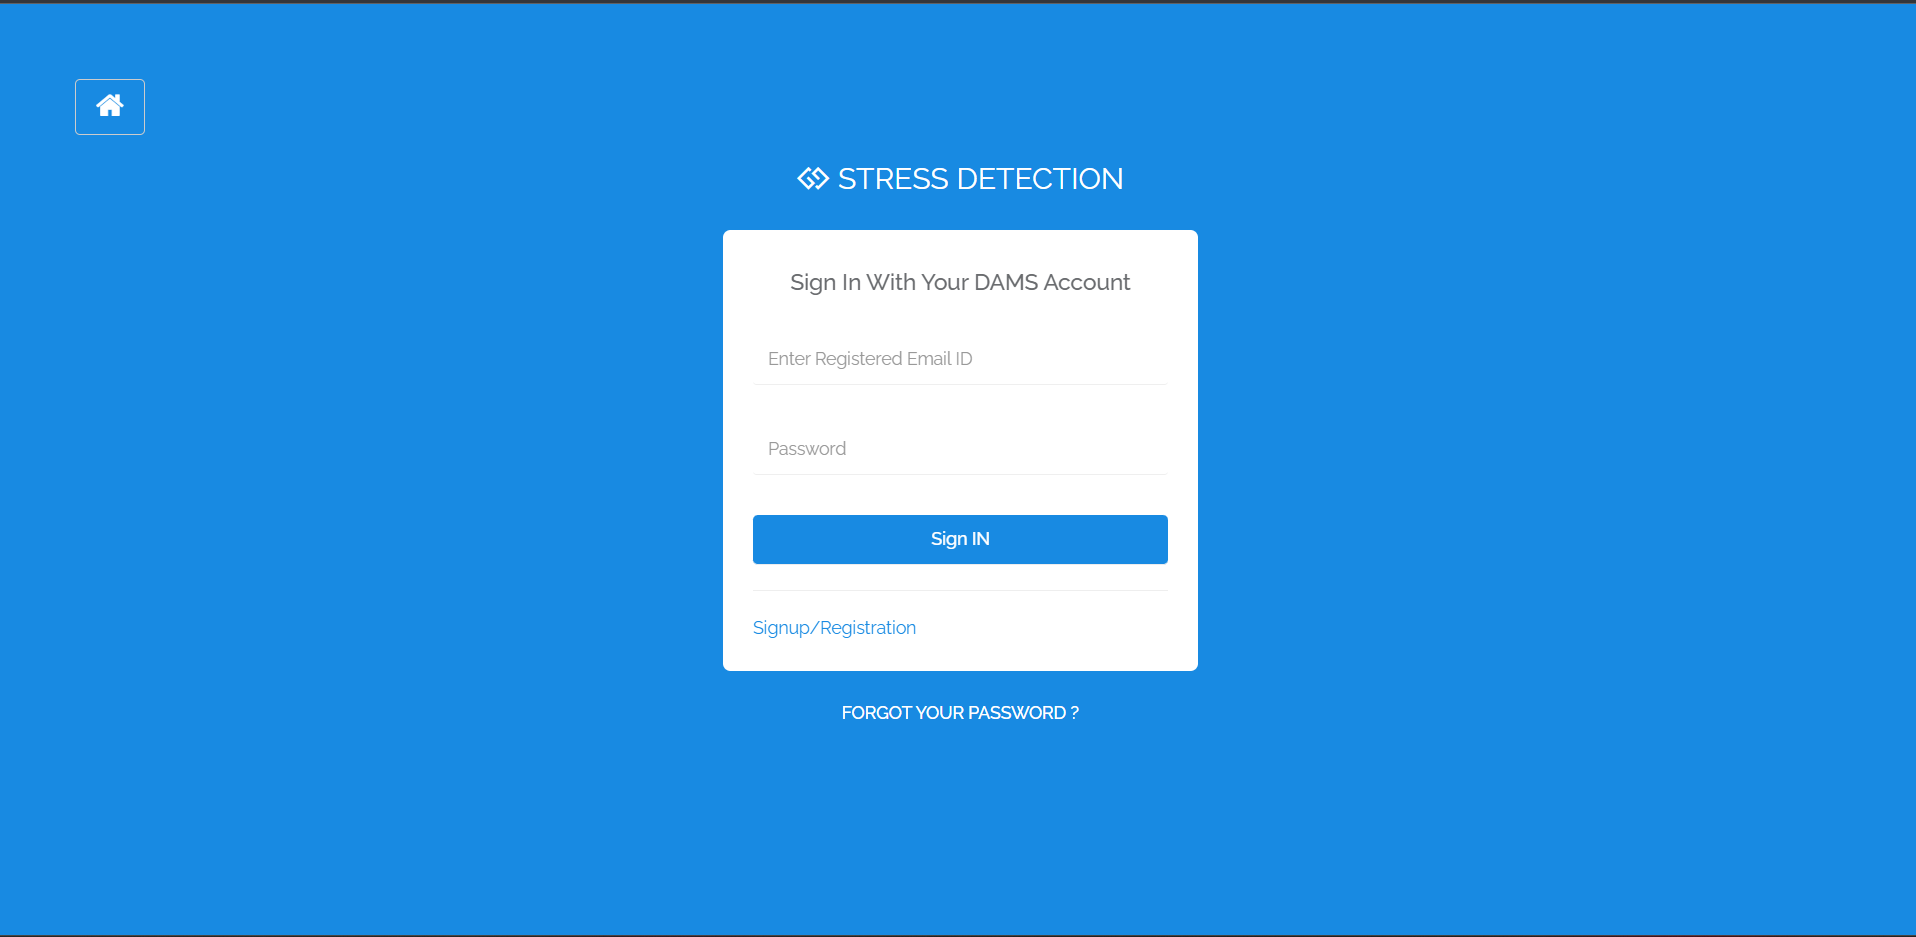 STRESS DETECTION
Sign In With Your DAMS Account
Enter Registered Email ID
Password
Sign IN
Signup/Registration
FORGOT YOUR PASSWORD ?